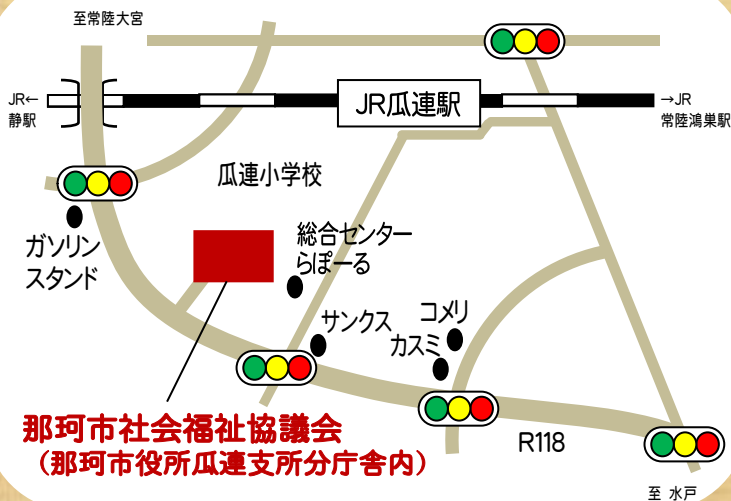 至常陸大宮
JR←
静駅
JR瓜連駅
→JR
常陸鴻巣駅
瓜連小学校
ガソリン
スタンド
総合センター
らぽーる
サンクス
コメリ
カスミ
那珂市社会福祉協議会
（那珂市役所瓜連支所分庁舎内）
R118
至 水戸